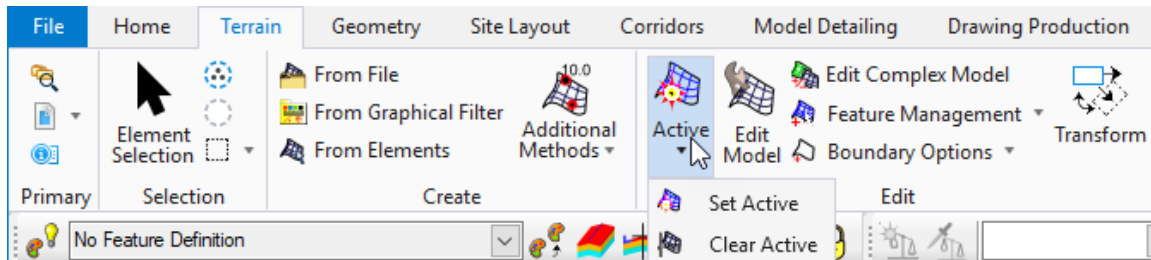 File Home Terrain Geometry Site Layout Corridors Model Detailing Drawing Production
From File
From Graphical Filter
From Elements
Element
Selection
10.0
Additional
Methods
Active
Edit
Model
Edit Complex Model
Feature Management
Boundary Options
Transform
Primary Selection Create Edit
Set Active
Clear Active
No Feature Definition